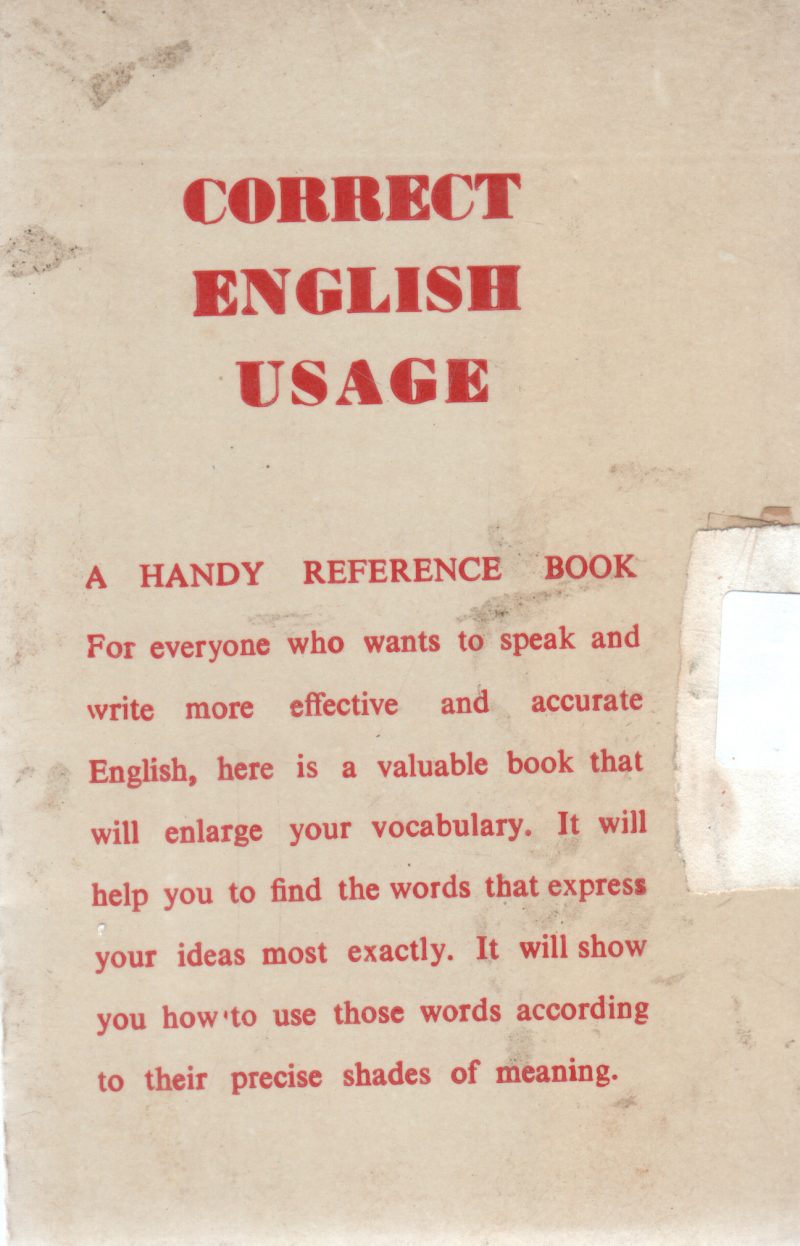 CORRECT
ENGLISH
USAGE
A HANDY REFERENCE BOOK
For everyone who wants to speak and
write more effective and accurate
English, here is a valuable book that
will enlarge your vocabulary. It will
help you to find the words that express
your ideas most exactly. It will show
you how to use those words according
to their precise shades of meaning.